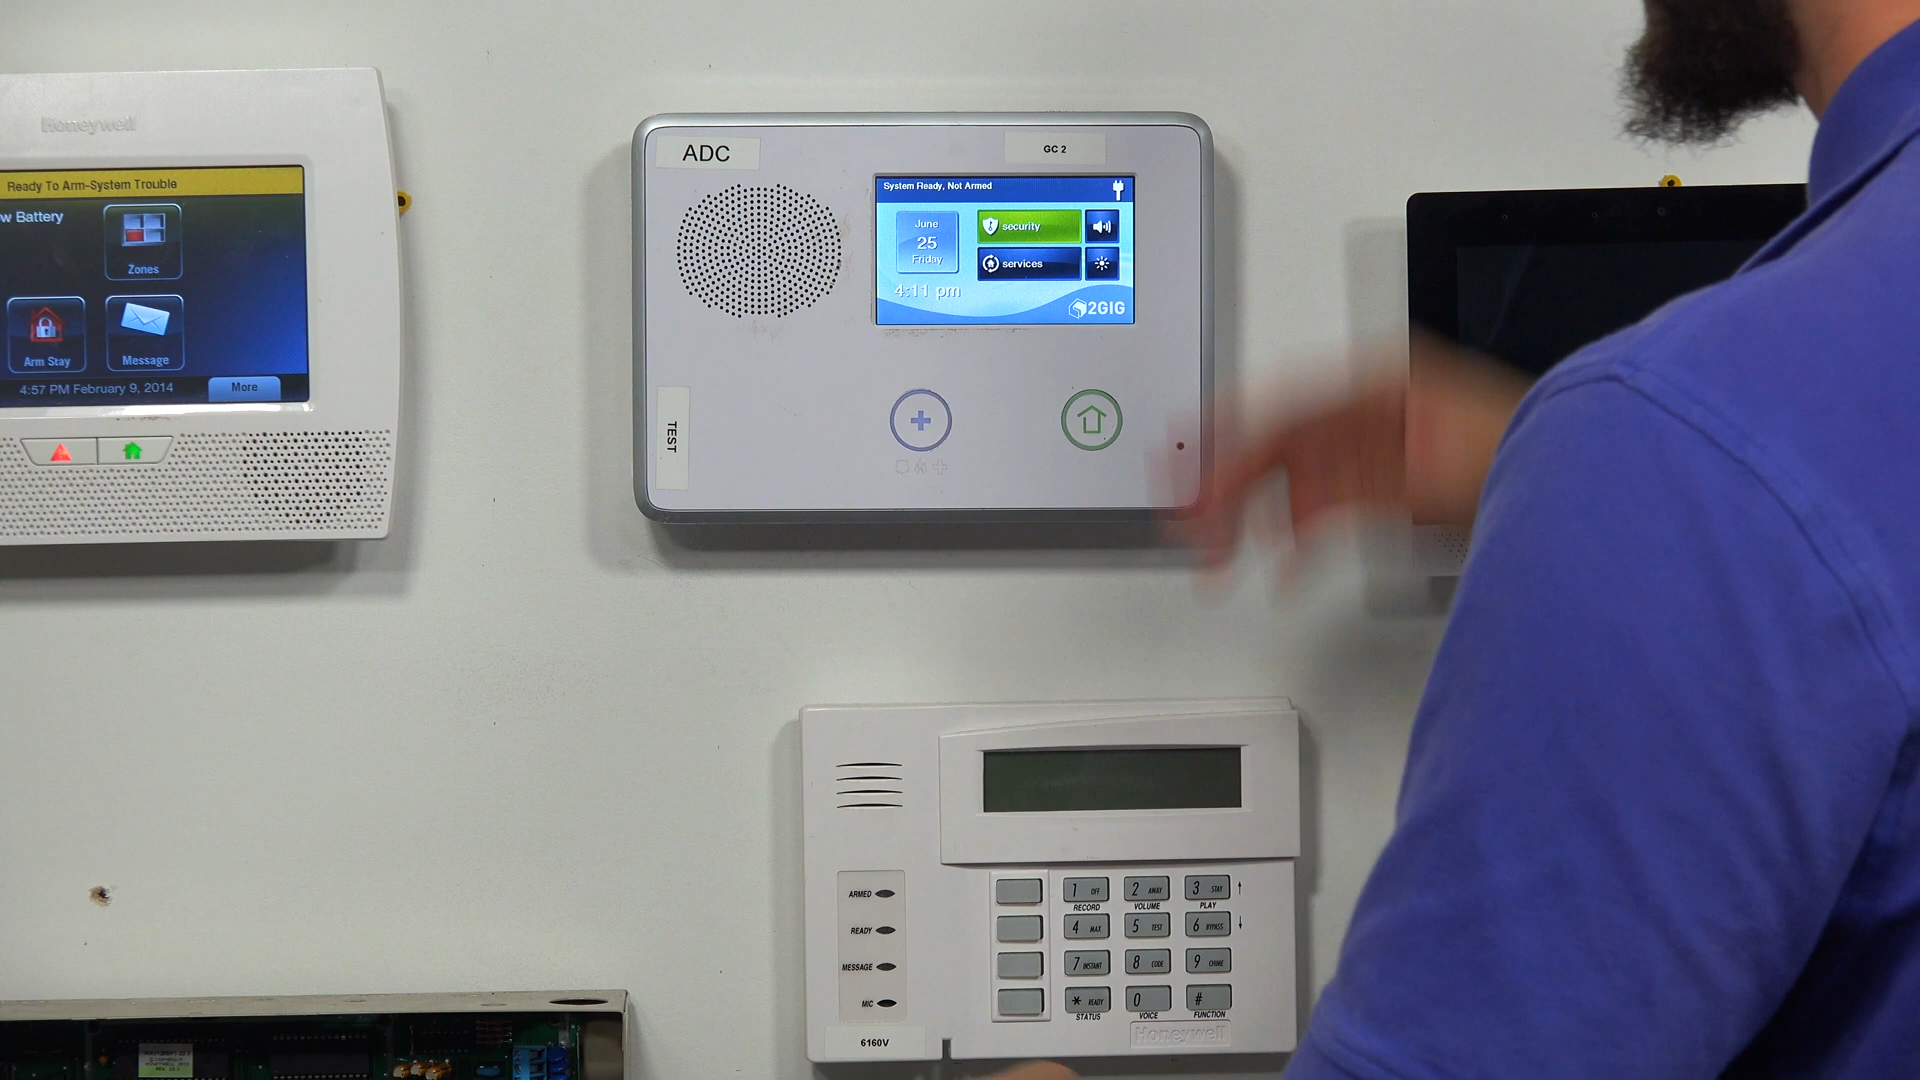 Honeywell
Ready To Arm-System Trouble
w Battery
Zones
Arm Stay
Message
4:57 PM February 9, 2014
More
ADC
GC 2
System Ready, Not Armed
June
25
Friday
security
services
4:11 pm
2GIG
TEST
ARMED
READY
MESSAGE
MIC
6160V
1 OFF
2 AWAY
3 STAY
RECORD
VOLUME
PLAY
4 MAX
5 TEST
6 BYPASS
7 INSTANT
8 CODE
9 CHIME
* READY
0
#
STATUS
VOICE
FUNCTION
Honeywell